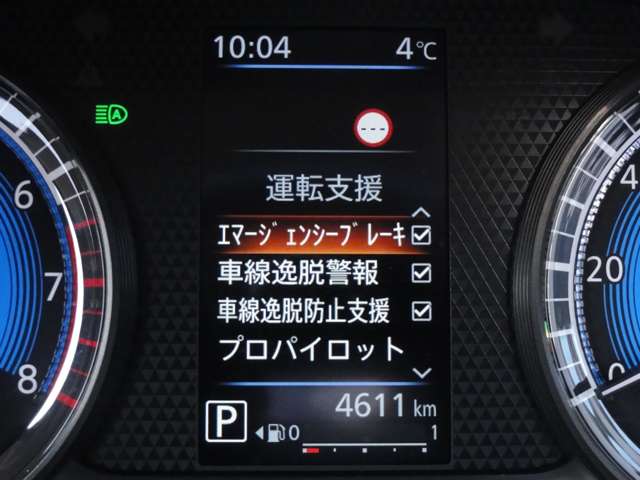 10:04 4℃
A
---
運転支援
ｴﾏｰｼﾞｪﾝｼｰﾌﾞﾚｰｷ
車線逸脱警報
車線逸脱防止支援
プロパイロット
4611 km
P
0 1
6
7
8
4
20
0